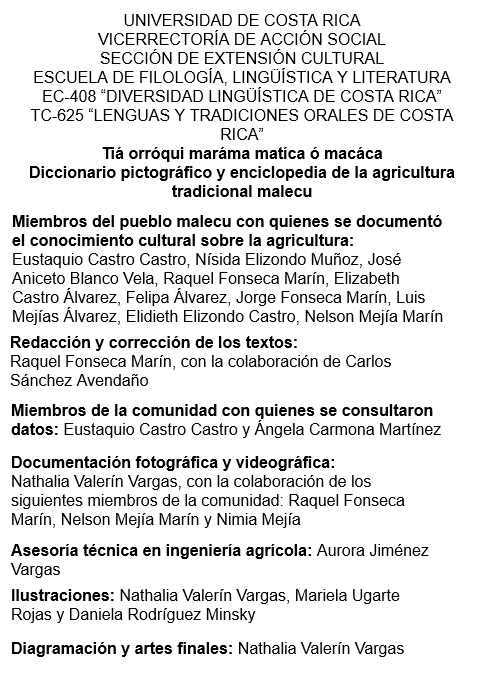 UNIVERSIDAD DE COSTA RICA
VICERRECTORÍA DE ACCIÓN SOCIAL
SECCIÓN DE EXTENSIÓN CULTURAL
ESCUELA DE FILOLOGÍA, LINGÜÍSTICA Y LITERATURA
EC-408 “DIVERSIDAD LINGÜÍSTICA DE COSTA RICA”
TC-625 “LENGUAS Y TRADICIONES ORALES DE COSTA
RICA”
Tiá orróqui maráma matíca ó macáca
Diccionario pictográfico y enciclopedia de la agricultura
tradicional malecu
Miembros del pueblo malecu con quienes se documentó
el conocimiento cultural sobre la agricultura:
Eustaquio Castro Castro, Nísida Elizondo Muñoz, José
Aniceto Blanco Vela, Raquel Fonseca Marín, Elizabeth
Castro Álvarez, Felipa Álvarez, Jorge Fonseca Marín, Luis
Mejías Álvarez, Elidieth Elizondo Castro, Nelson Mejía Marín
Redacción y corrección de los textos:
Raquel Fonseca Marín, con la colaboración de Carlos
Sánchez Avendaño
Miembros de la comunidad con quienes se consultaron
datos: Eustaquio Castro Castro y Ángela Carmona Martínez
Documentación fotográfica y videográfica:
Nathalia Valerín Vargas, con la colaboración de los
siguientes miembros de la comunidad: Raquel Fonseca
Marín, Nelson Mejía Marín y Nimia Mejía
Asesoría técnica en ingeniería agrícola: Aurora Jiménez
Vargas
Ilustraciones: Nathalia Valerín Vargas, Mariela Ugarte
Rojas y Daniela Rodríguez Minsky
Diagramación y artes finales: Nathalia Valerín Vargas